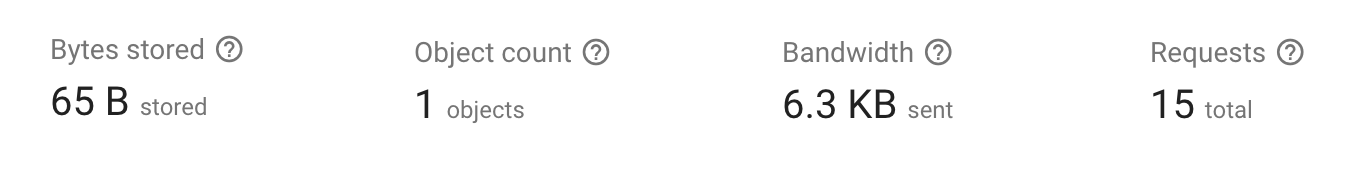 Bytes stored
65 B stored
Object count
1 objects
Bandwidth
6.3 KB sent
Requests
15 total